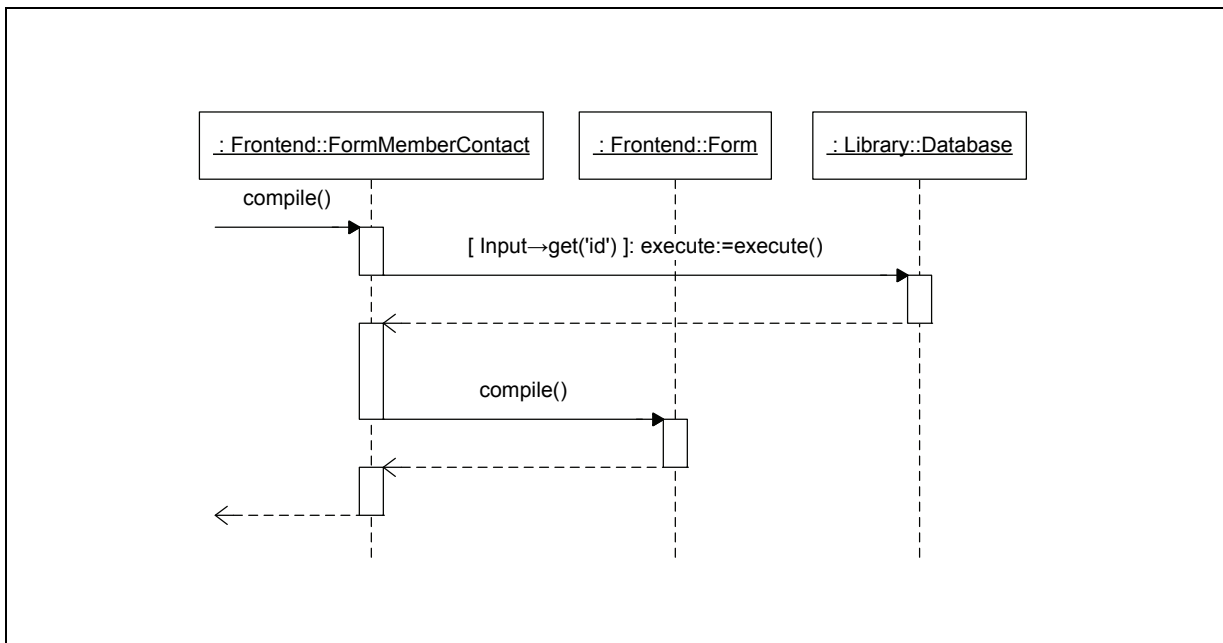 : Frontend::FormMemberContact
: Frontend::Form
: Library::Database
compile()
[ Input→get('id') ]: execute:=execute()
compile()